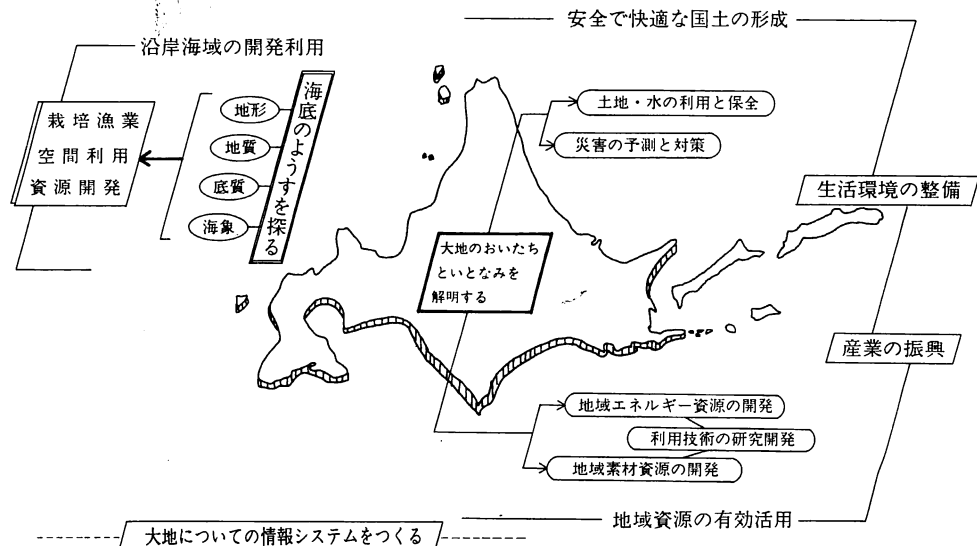 安全で快適な国土の形成
沿岸海域の開発利用
栽培漁業
空間利用
資源開発
地形
地質
底質
海象
海底のようすを探る
土地・水の利用と保全
災害の予測と対策
生活環境の整備
大地のおいたち
といとなみを
解明する
産業の振興
地域エネルギー資源の開発
利用技術の研究開発
地域素材資源の開発
地域資源の有効活用
大地についての情報システムをつくる